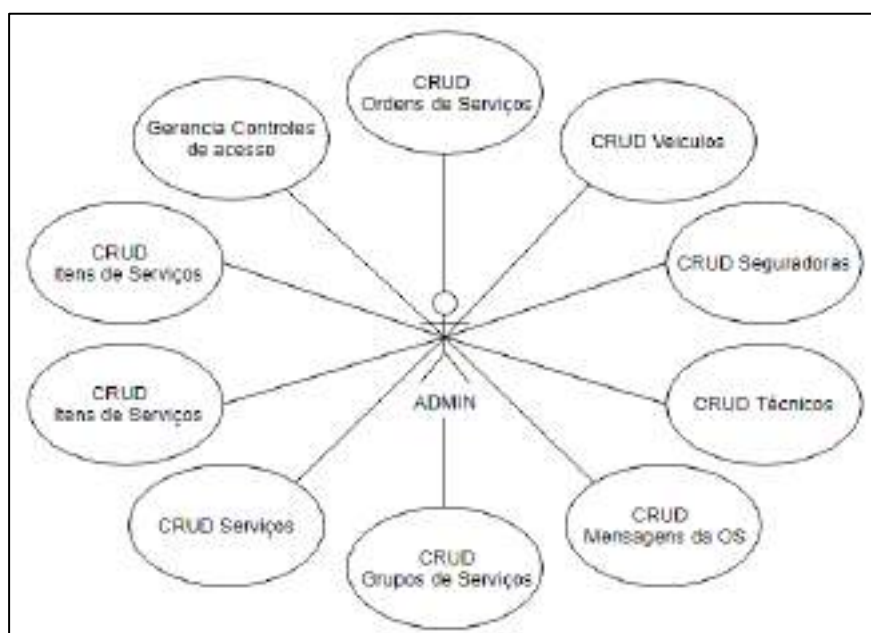 CRUD
Ordens de Serviços
Gerencia Controles
de acesso
CRUD Veículos
CRUD
Itens de Serviços
CRUD Seguradoras
CRUD
Itens de Serviços
ADMIN
CRUD Técnicos
CRUD Serviços
CRUD
Mensagens da OS
CRUD
Grupos de Serviços